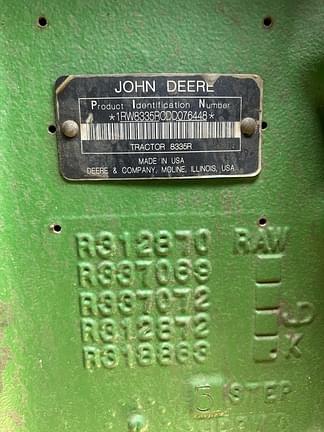 JOHN DEERE
Product Identification Number
*1RW8335RODD076448*
TRACTOR 8335R
MADE IN USA
DEERE & COMPANY, MOLINE, ILLINOIS, USA
R312870 RAW
R337069
R337072
R312872
R318863
5 STEP